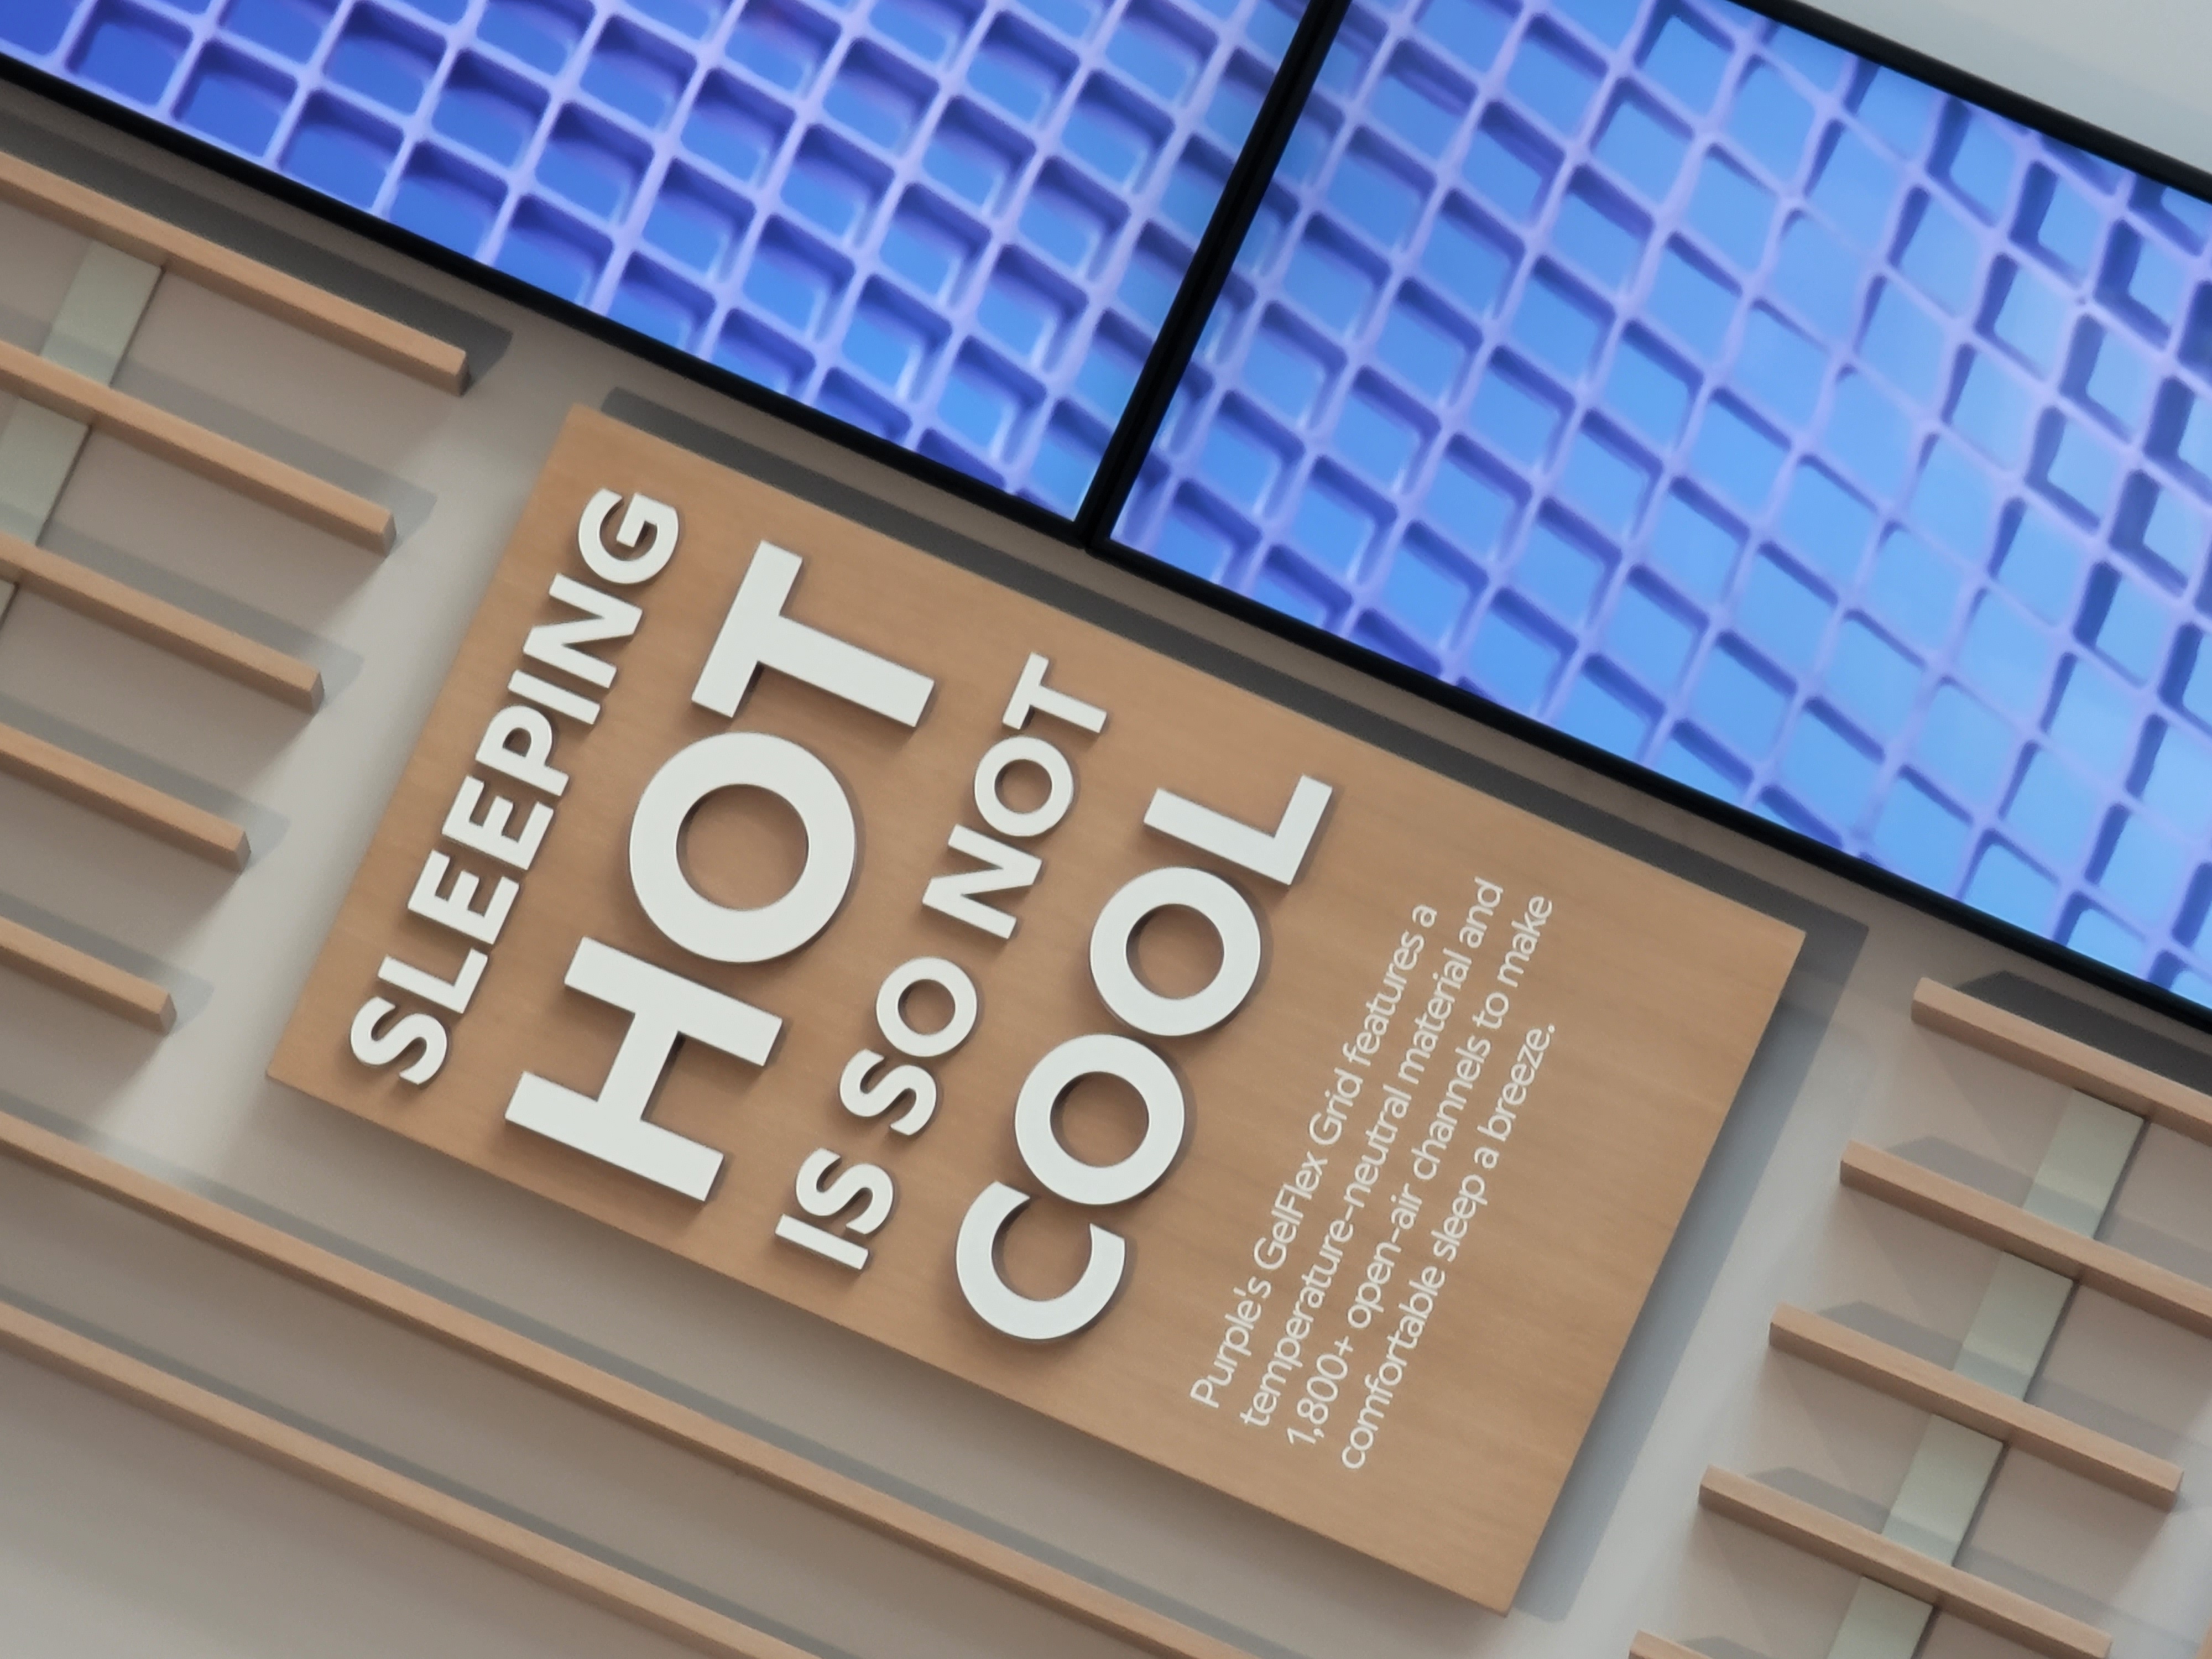 SLEEPING
HOT
IS SO NOT
COOL
Purple's GelFlex Grid features a
temperature-neutral material and
1,800+ open-air channels to make
comfortable sleep a breeze.